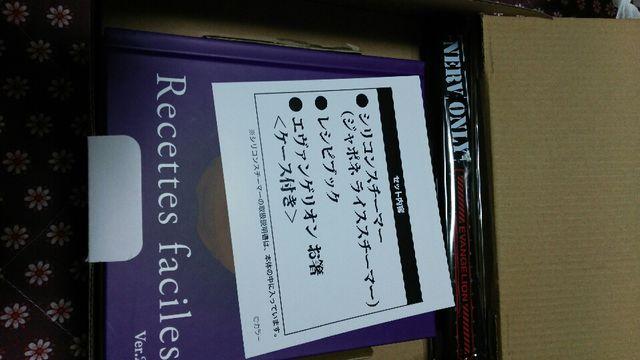 セット内容
●シリコンスチーマー
(ジャポネ ライススチーマー)
●レシピブック
●エヴァンゲリオン お箸
<ケース付き>
※シリコンスチーマーの取扱説明書は、本体の中に入っています。
©カラー
Recettes faciles
Ver.
NERV ONLY
EVANGELION